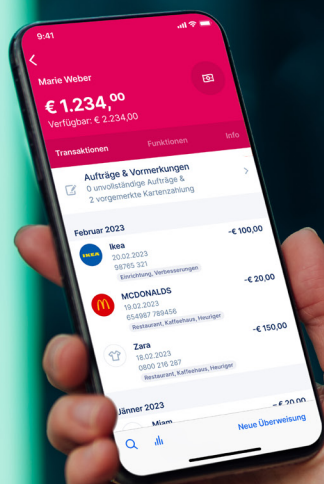 9:41
Marie Weber
€ 1.234,00
Verfügbar: € 2.234,00
Transaktionen Funktionen Info
Aufträge & Vormerkungen
0 unvollständige Aufträge &
2 vorgemerkte Kartenzahlung
Februar 2023
IKEA
Ikea -€ 100,00
20.02.2023
98765 321
Einrichtung, Verbesserungen
MCDONALDS -€ 20,00
19.02.2023
654987 789456
Restaurant, Kaffeehaus, Heuriger
Zara -€ 150,00
18.02.2023
0800 216 287
Restaurant, Kaffeehaus, Heuriger
Jänner 2023
Miam -€ 20,00
Neue Überweisung